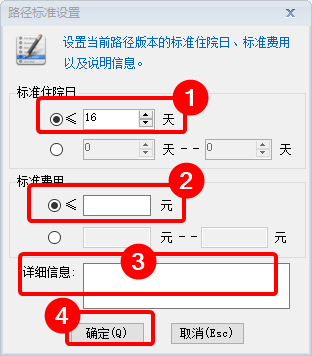 路径标准设置
设置当前路径版本的标准住院日、标准费用
以及说明信息。
标准住院日
1
≤ 16 天
0 天 -- 0 天
标准费用
2
≤ 元
元 -- 元
3
详细信息:
4
确定(Q) 取消(Esc)